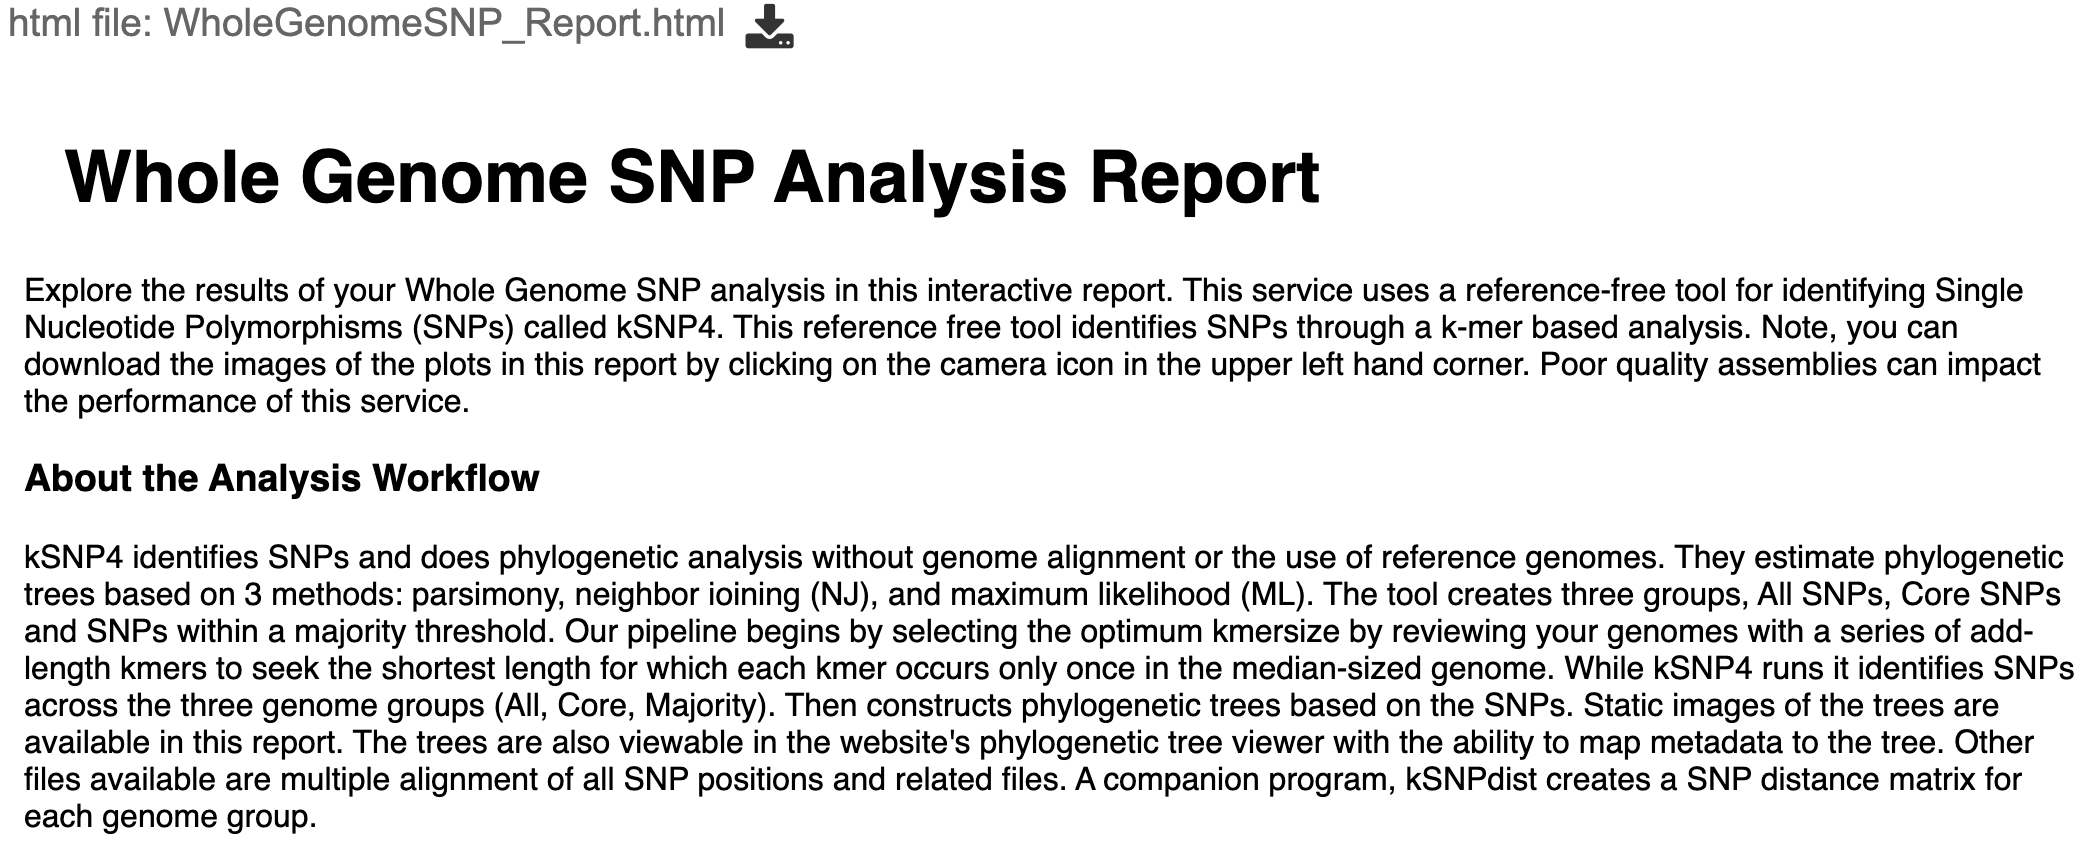 html file: WholeGenomeSNP_Report.html
Whole Genome SNP Analysis Report
Explore the results of your Whole Genome SNP analysis in this interactive report. This service uses a reference-free tool for identifying Single
Nucleotide Polymorphisms (SNPs) called kSNP4. This reference free tool identifies SNPs through a k-mer based analysis. Note, you can
download the images of the plots in this report by clicking on the camera icon in the upper left hand corner. Poor quality assemblies can impact
the performance of this service.
About the Analysis Workflow
kSNP4 identifies SNPs and does phylogenetic analysis without genome alignment or the use of reference genomes. They estimate phylogenetic
trees based on 3 methods: parsimony, neighbor ioining (NJ), and maximum likelihood (ML). The tool creates three groups, All SNPs, Core SNPs
and SNPs within a majority threshold. Our pipeline begins by selecting the optimum kmersize by reviewing your genomes with a series of add-
length kmers to seek the shortest length for which each kmer occurs only once in the median-sized genome. While kSNP4 runs it identifies SNPs
across the three genome groups (All, Core, Majority). Then constructs phylogenetic trees based on the SNPs. Static images of the trees are
available in this report. The trees are also viewable in the website's phylogenetic tree viewer with the ability to map metadata to the tree. Other
files available are multiple alignment of all SNP positions and related files. A companion program, kSNPdist creates a SNP distance matrix for
each genome group.